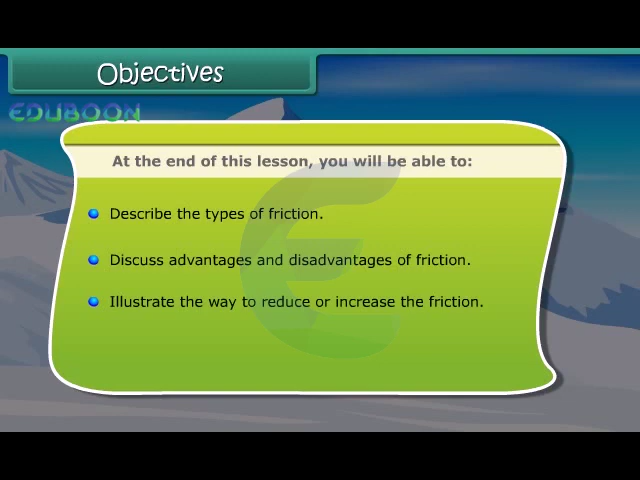 Objectives
EDUBOON
At the end of this lesson, you will be able to:
Describe the types of friction.
Discuss advantages and disadvantages of friction.
Illustrate the way to reduce or increase the friction.